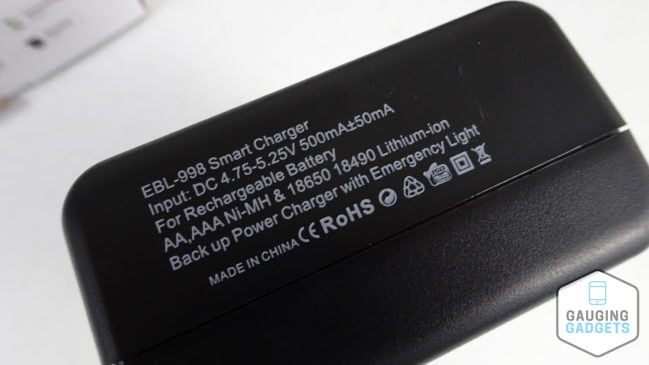 EBL-998 Smart Charger
Input: DC 4.75-5.25V 500mA±50mA
For Rechargeable Battery
AA,AAA Ni-MH & 18650 18490 Lithium-ion
Back up Power Charger with Emergency Light
MADE IN CHINA CE RoHS
GAUGING
GADGETS